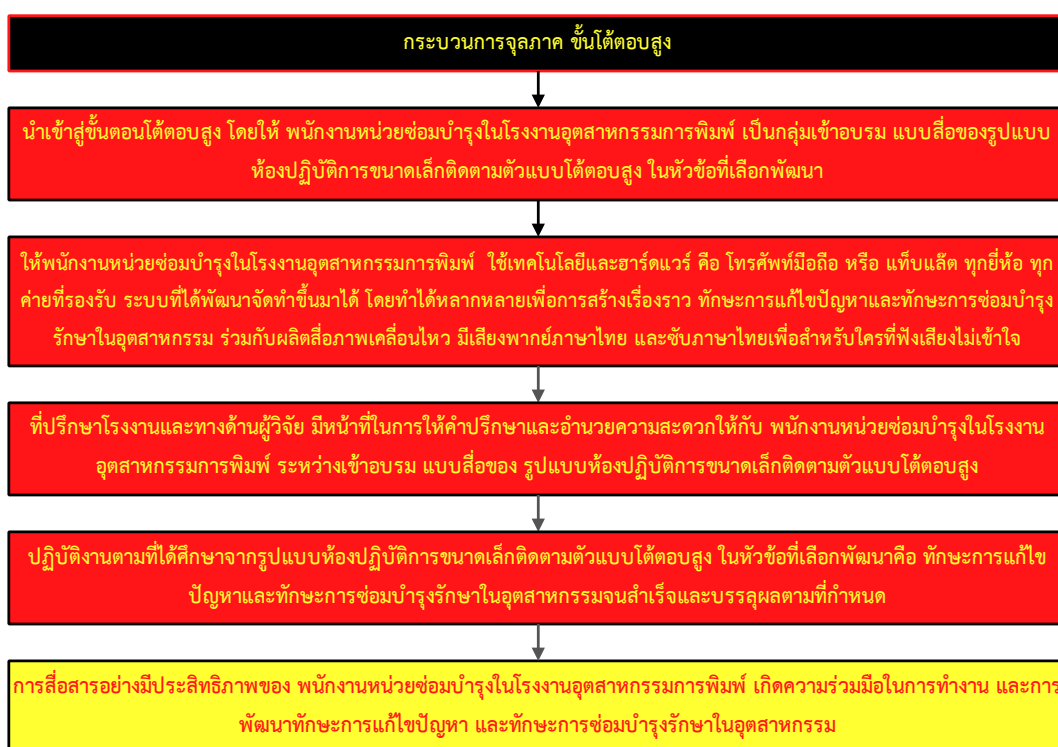 กระบวนการจุลภาค ขั้นโต้ตอบสูง
นำเข้าสู่ขั้นตอนโต้ตอบสูง โดยให้ พนักงานหน่วยซ่อมบำรุงในโรงงานอุตสาหกรรมการพิมพ์ เป็นกลุ่มเข้าอบรม แบบสื่อของรูปแบบ
ห้องปฏิบัติการขนาดเล็กติดตามตัวแบบโต้ตอบสูง ในหัวข้อที่เลือกพัฒนา
ให้พนักงานหน่วยซ่อมบำรุงในโรงงานอุตสาหกรรมการพิมพ์ ใช้เทคโนโลยีและฮาร์ดแวร์ คือ โทรศัพท์มือถือ หรือ แท็บแล๊ต ทุกยี่ห้อ ทุก
ค่ายที่รองรับ ระบบที่ได้พัฒนาจัดทำขึ้นมาได้ โดยทำได้หลากหลายเพื่อการสร้างเรื่องราว ทักษะการแก้ไขปัญหาและทักษะการซ่อมบำรุง
รักษาในอุตสาหกรรม ร่วมกับผลิตสื่อภาพเคลื่อนไหว มีเสียงพากย์ภาษาไทย และซับภาษาไทยเพื่อสำหรับใครที่ฟังเสียงไม่เข้าใจ
ที่ปรึกษาโรงงานและทางด้านผู้วิจัย มีหน้าที่ในการให้คำปรึกษาและอำนวยความสะดวกให้กับ พนักงานหน่วยซ่อมบำรุงในโรงงาน
อุตสาหกรรมการพิมพ์ ระหว่างเข้าอบรม แบบสื่อของ รูปแบบห้องปฏิบัติการขนาดเล็กติดตามตัวแบบโต้ตอบสูง
ปฏิบัติงานตามที่ได้ศึกษาจากรูปแบบห้องปฏิบัติการขนาดเล็กติดตามตัวแบบโต้ตอบสูง ในหัวข้อที่เลือกพัฒนาคือ ทักษะการแก้ไข
ปัญหาและทักษะการซ่อมบำรุงรักษาในอุตสาหกรรมจนสำเร็จและบรรลุผลตามที่กำหนด
การสื่อสารอย่างมีประสิทธิภาพของ พนักงานหน่วยซ่อมบำรุงในโรงงานอุตสาหกรรมการพิมพ์ เกิดความร่วมมือในการทำงาน และการ
พัฒนาทักษะการแก้ไขปัญหา และทักษะการซ่อมบำรุงรักษาในอุตสาหกรรม